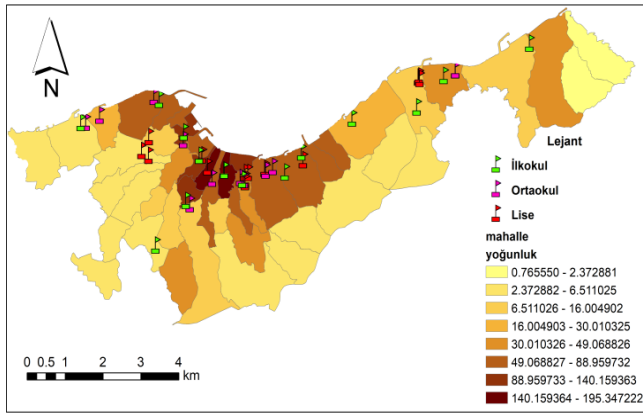 N
Lejant
İlkokul
Ortaokul
Lise
mahalle
yoğunluk
0.765550 - 2.372881
2.372882 - 6.511025
6.511026 - 16.004902
16.004903 - 30.010325
30.010326 - 49.068826
49.068827 - 88.959732
88.959733 - 140.159363
140.159364 - 195.347222
0 0.5 1 2 3 4
km